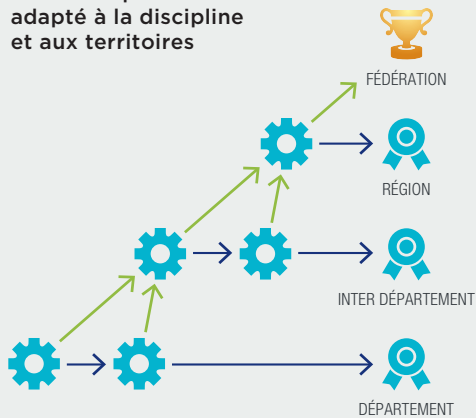 adapté à la discipline
et aux territoires
FÉDÉRATION
RÉGION
INTER DÉPARTEMENT
DÉPARTEMENT